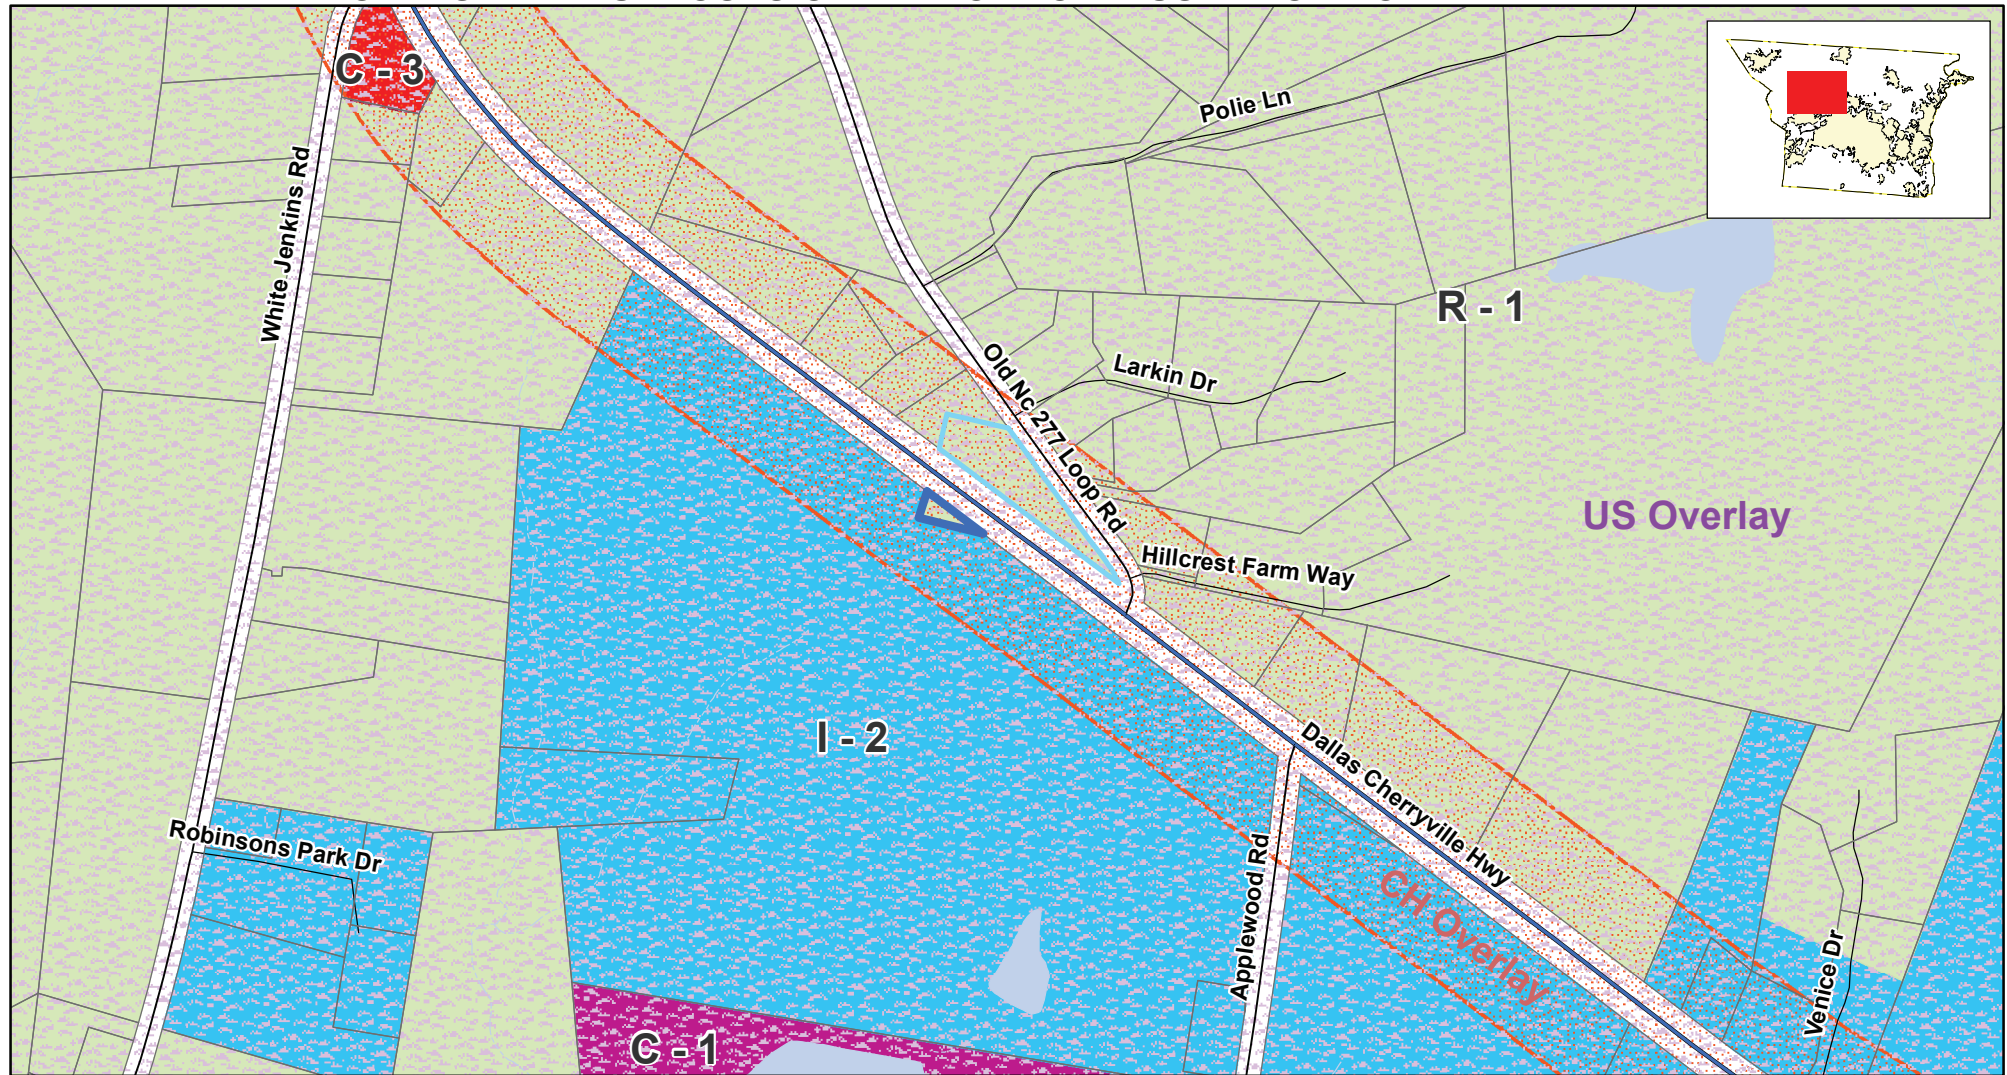 C - 3
Polie Ln
White Jenkins Rd
R - 1
Old Nc 277 Loop Rd
Larkin Dr
US Overlay
Hillcrest Farm Way
I - 2
Dallas Cherryville Hwy
Robinsons Park Dr
CH Overlay
Applewood Rd
Venice Dr
C - 1